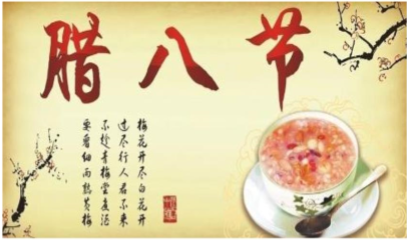 腊八节
梅花开尽白花开
过尽行人君不来
不趁青梅尝煮酒
要看细雨熟黄梅